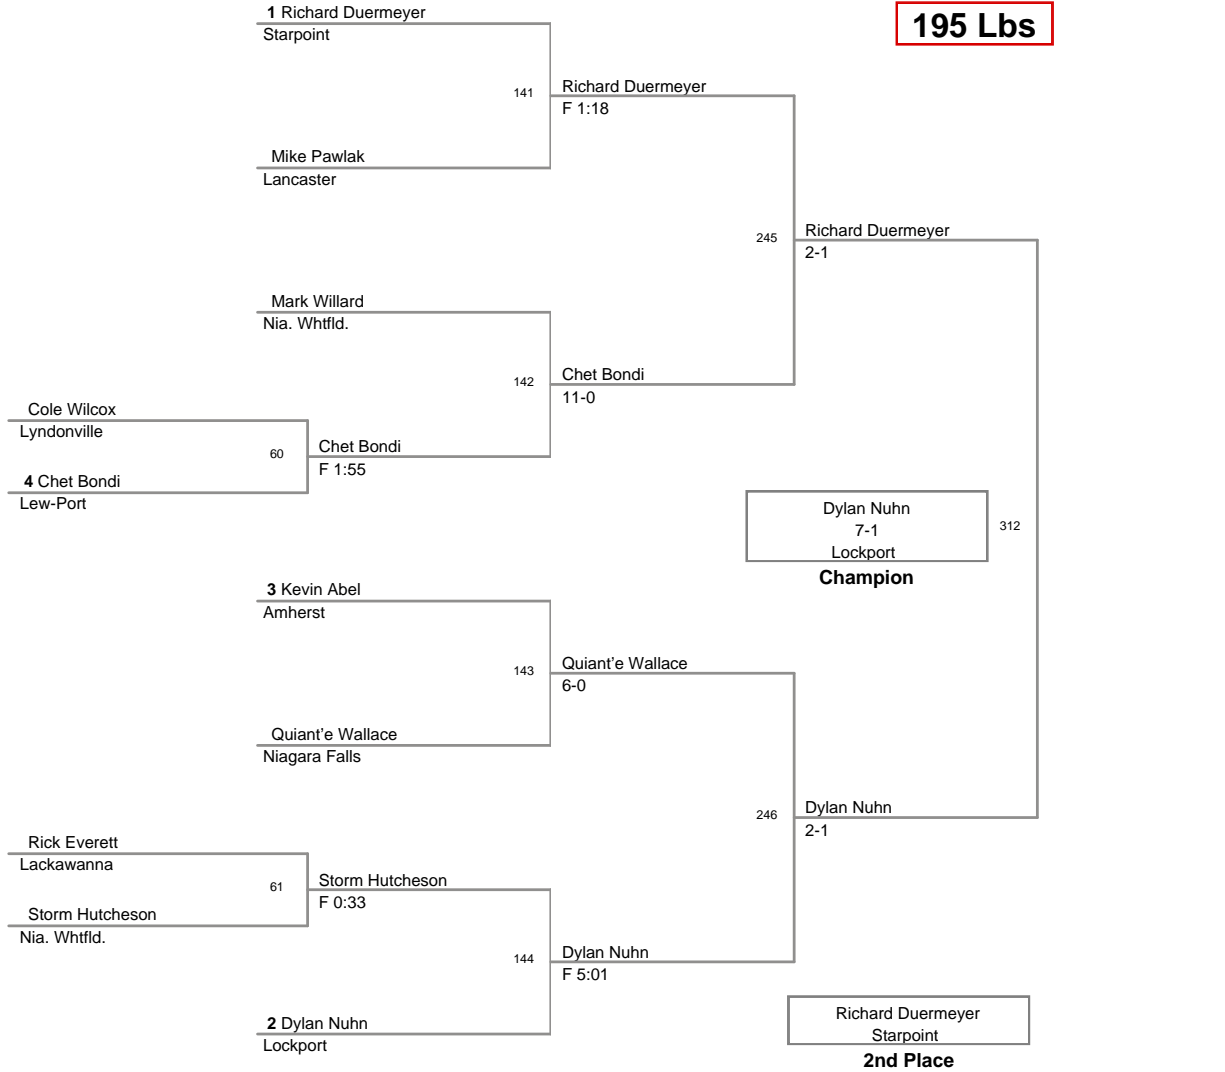 1 Richard Duermeyer
Starpoint
195 Lbs
141
Richard Duermeyer
F 1:18
Mike Pawlak
Lancaster
245
Richard Duermeyer
2-1
Mark Willard
Nia. Whtfld.
142
Chet Bondi
11-0
Cole Wilcox
Lyndonville
60
Chet Bondi
F 1:55
4 Chet Bondi
Lew-Port
Dylan Nuhn
7-1
Lockport
Champion
312
3 Kevin Abel
Amherst
143
Quiant'e Wallace
6-0
Quiant'e Wallace
Niagara Falls
246
Dylan Nuhn
2-1
Rick Everett
Lackawanna
61
Storm Hutcheson
F 0:33
Storm Hutcheson
Nia. Whtfld.
144
Dylan Nuhn
F 5:01
2 Dylan Nuhn
Lockport
Richard Duermeyer
Starpoint
2nd Place